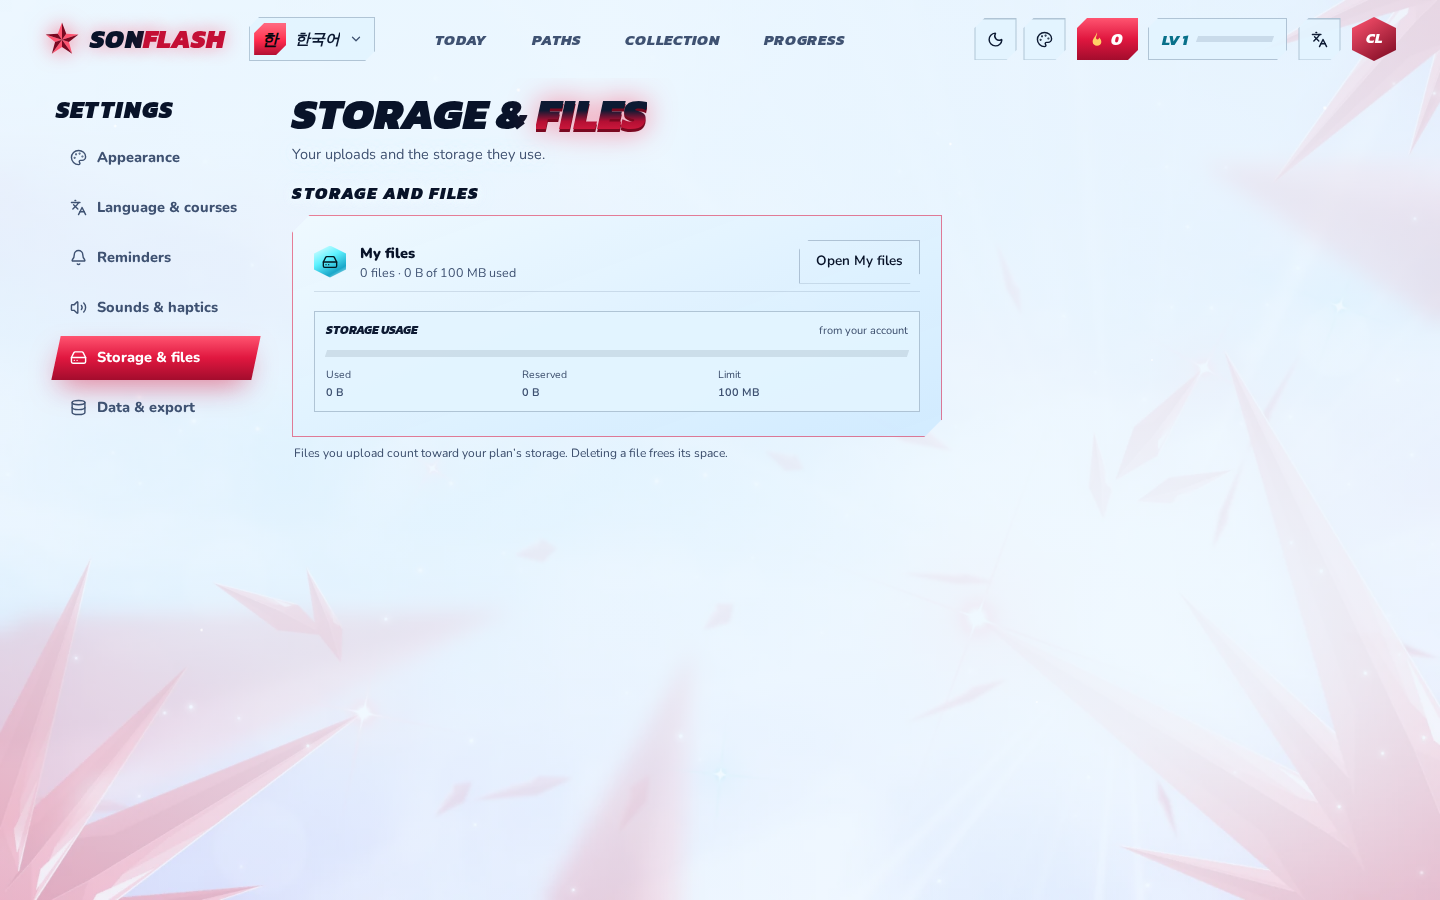 SONFLASH
한 한국어
TODAY PATHS COLLECTION PROGRESS
0
LV 1
CL
SETTINGS
Appearance
Language & courses
Reminders
Sounds & haptics
Storage & files
Data & export
STORAGE & FILES
Your uploads and the storage they use.
STORAGE AND FILES
My files
0 files · 0 B of 100 MB used
Open My files
STORAGE USAGE
from your account
Used Reserved Limit
0 B 0 B 100 MB
Files you upload count toward your plan's storage. Deleting a file frees its space.